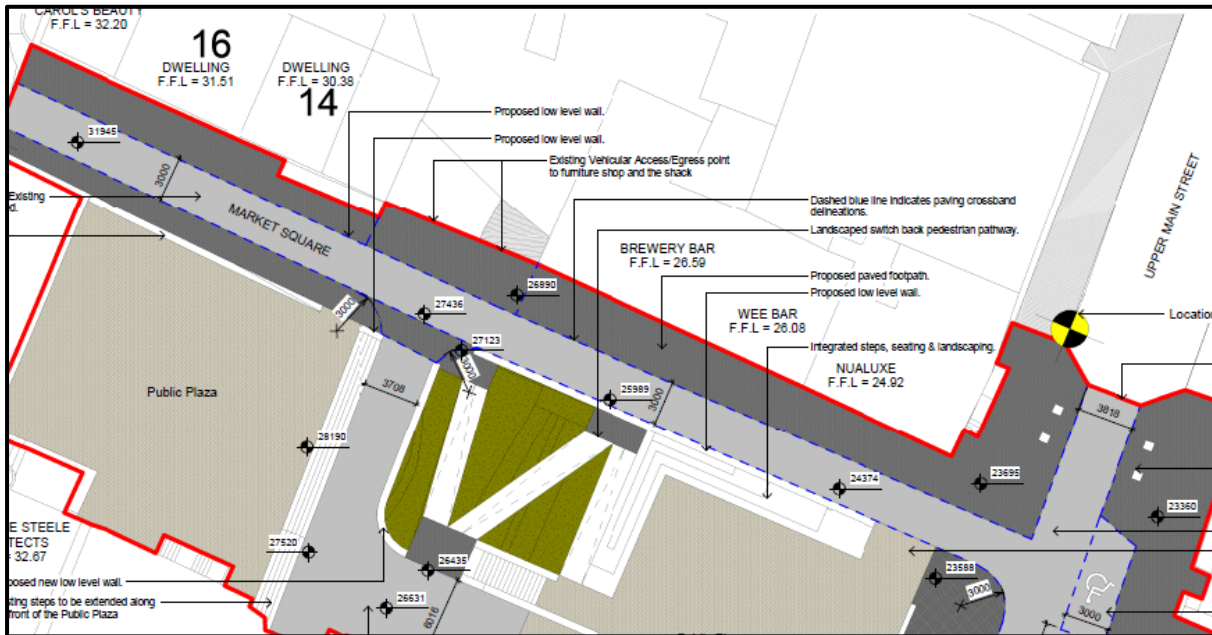 CAROL'S BEAUTY
F.F.L = 32.20
16
DWELLING
F.F.L = 31.51
DWELLING
F.F.L = 30.38
14
Proposed low level wall.
Proposed low level wall.
Existing Vehicular Access/Egress point
to furniture shop and the shack
31945
3000
Existing
d.
MARKET SQUARE
Dashed blue line indicates paving crossband
delineations.
Landscaped switch back pedestrian pathway.
UPPER MAIN STREET
BREWERY BAR
F.F.L = 26.59
Proposed paved footpath.
Proposed low level wall.
26890
27436
3000
WEE BAR
F.F.L = 26.08
Location
27123
3000
Integrated steps, seating & landscaping.
NUALUXE
F.F.L = 24.92
Public Plaza
3708
25989
3000
3818
28190
24374
23695
23360
E STEELE
TECTS
= 32.67
27520
26435
23588
3000
posed new low level wall.
sting steps to be extended along
front of the Public Plaza
26631
6016
3000